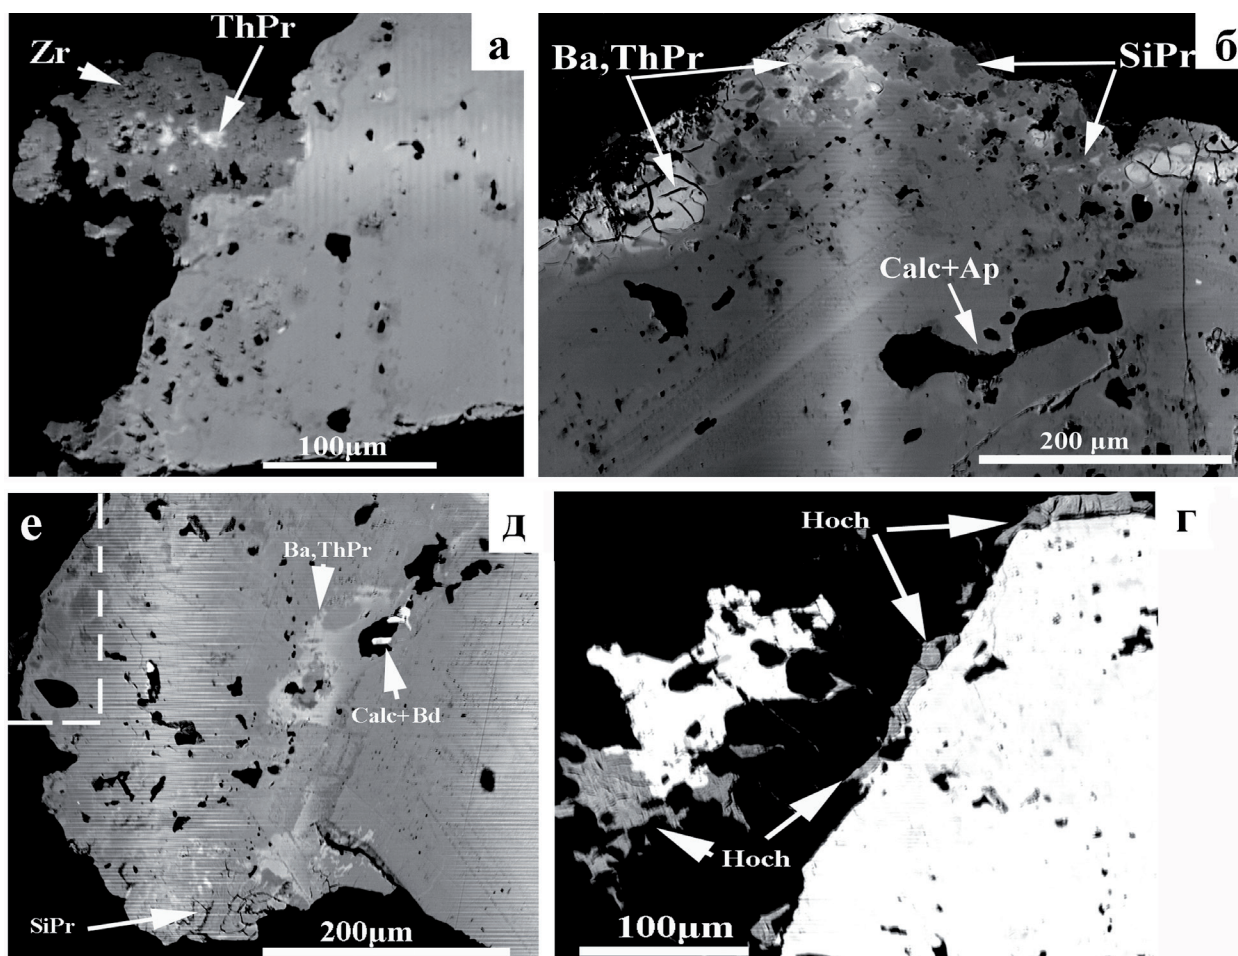 ThPr
а
Zr
100μm
б
Ba,ThPr
SiPr
Calc+Ap
200 μm
е
д
Ba,ThPr
Calc+Bd
SiPr
200μm
Hoch
г
Hoch
100μm